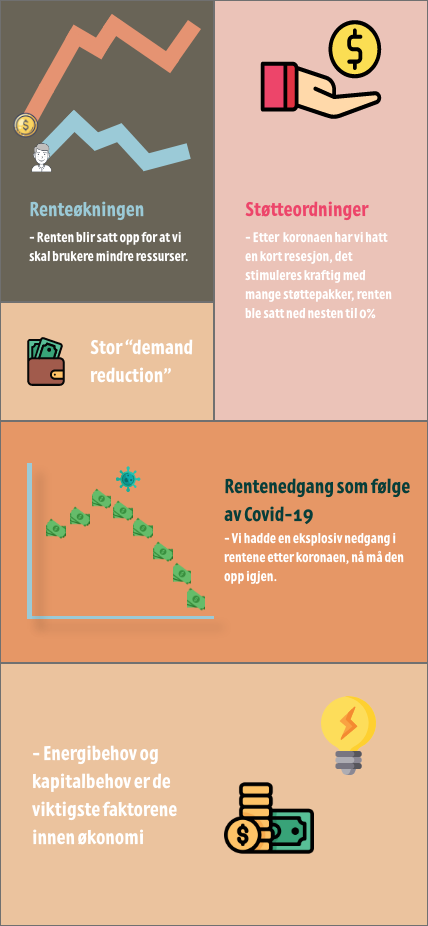 Renteøkningen
- Renten blir satt opp for at vi
skal brukere mindre ressurser.
Støtteordninger
- Etter koronaen har vi hatt
en kort resesjon, det
stimuleres kraftig med
mange støttepakker, renten
ble satt ned nesten til 0%
Stor “demand
reduction”
Rentenedgang som følge
av Covid-19
- Vi hadde en eksplosiv nedgang i
rentene etter koronaen, nå må den
opp igjen.
- Energibehov og
kapitalbehov er de
viktigste faktorene
innen økonomi